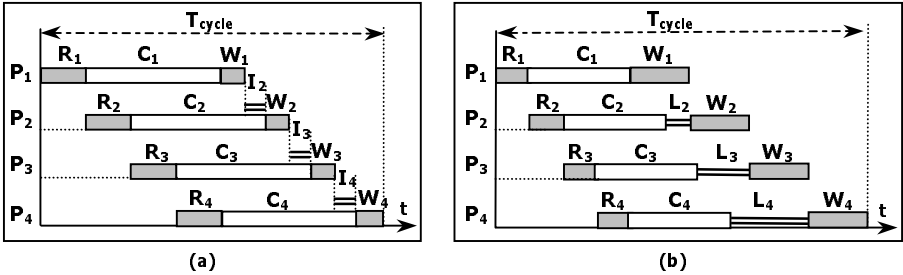 T_cycle
R₁ C₁ W₁
P₁
I₂
R₂ C₂ W₂
P₂
I₃
R₃ C₃ W₃
P₃
I₄
R₄ C₄ W₄
P₄
t
(a)
T_cycle
R₁ C₁ W₁
P₁
R₂ C₂ L₂ W₂
P₂
R₃ C₃ L₃ W₃
P₃
R₄ C₄ L₄ W₄
P₄
t
(b)